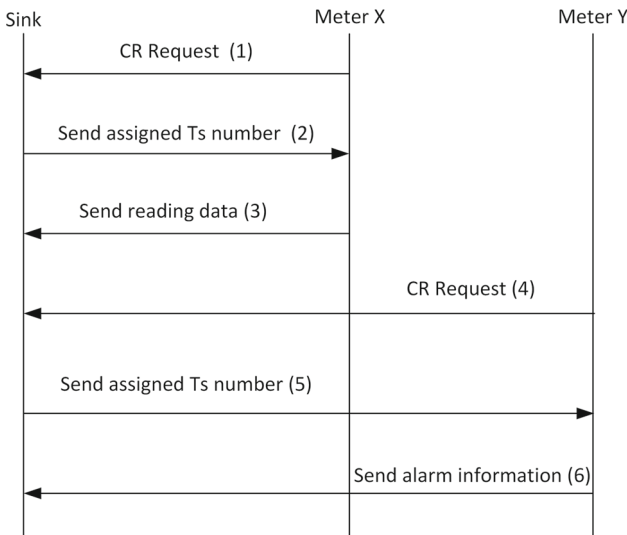 Sink Meter X Meter Y
CR Request (1)
Send assigned Ts number (2)
Send reading data (3)
CR Request (4)
Send assigned Ts number (5)
Send alarm information (6)